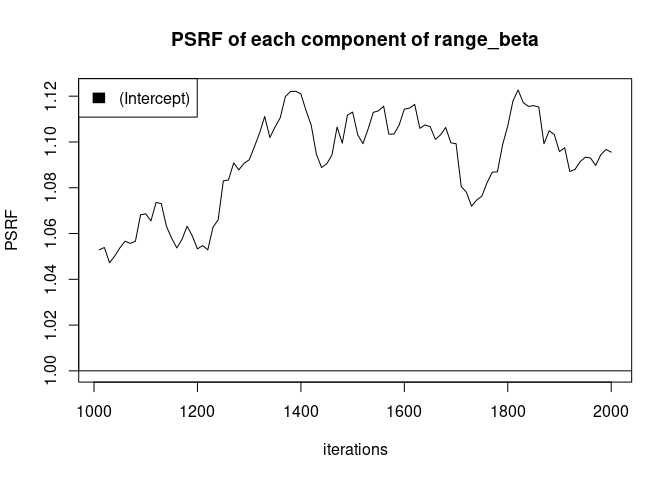 PSRF of each component of range_beta
(Intercept)
PSRF
1.12
1.10
1.08
1.06
1.04
1.02
1.00
1000 1200 1400 1600 1800 2000
iterations